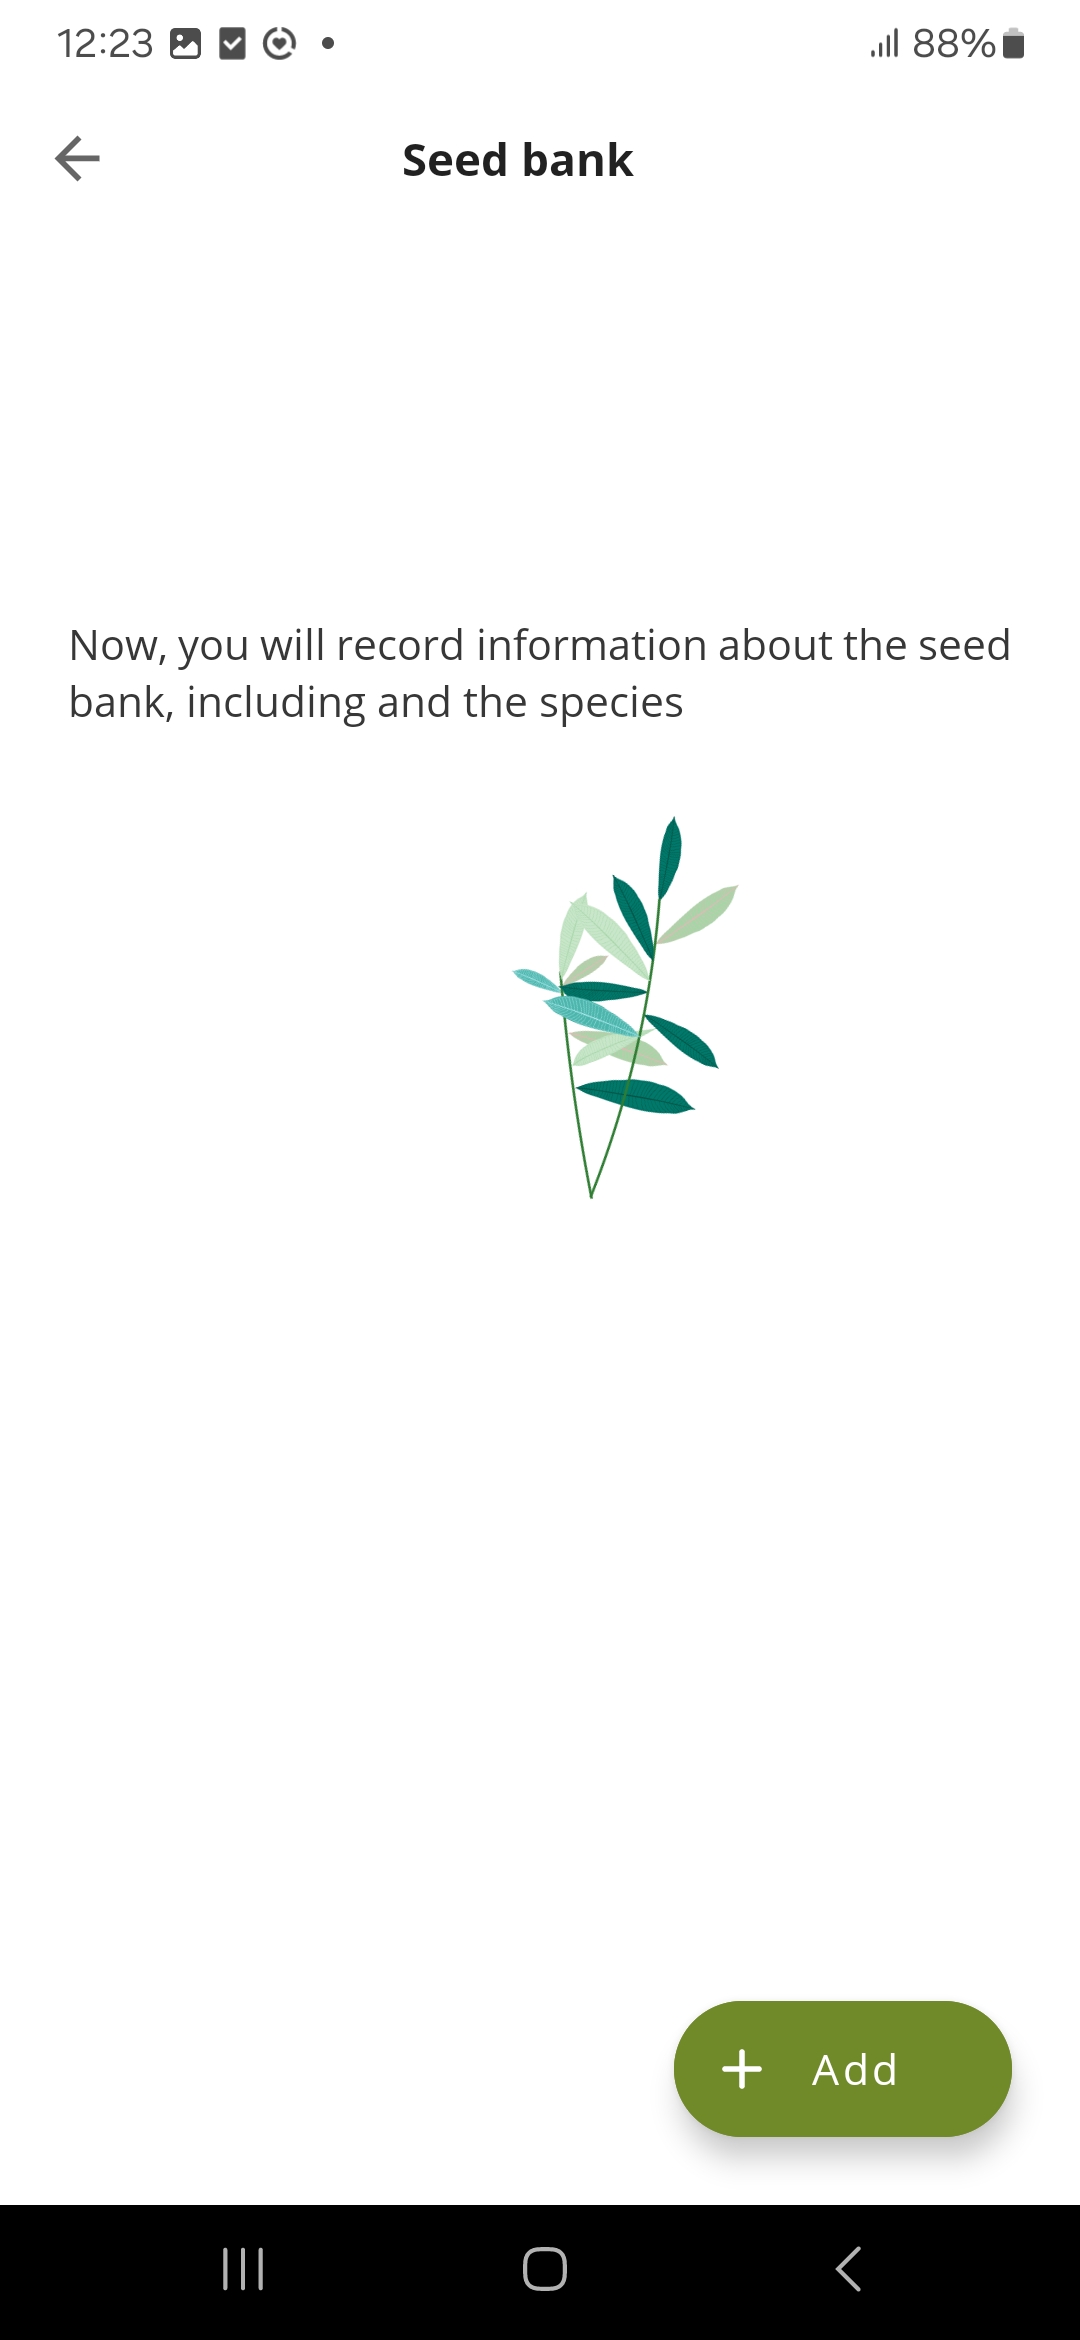 12:23
88%
Seed bank
Now, you will record information about the seed
bank, including and the species
Add